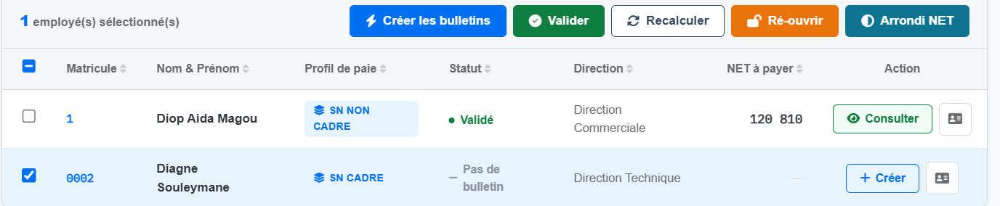 1 employé(s) sélectionné(s) Créer les bulletins Valider Recalculer Ré-ouvrir Arrondi NET
Matricule Nom & Prénom Profil de paie Statut Direction NET à payer Action
1 Diop Aida Magou SN NON CADRE Validé Direction Commerciale 120 810 Consulter
0002 Diagne Souleymane SN CADRE — Pas de bulletin Direction Technique — Créer